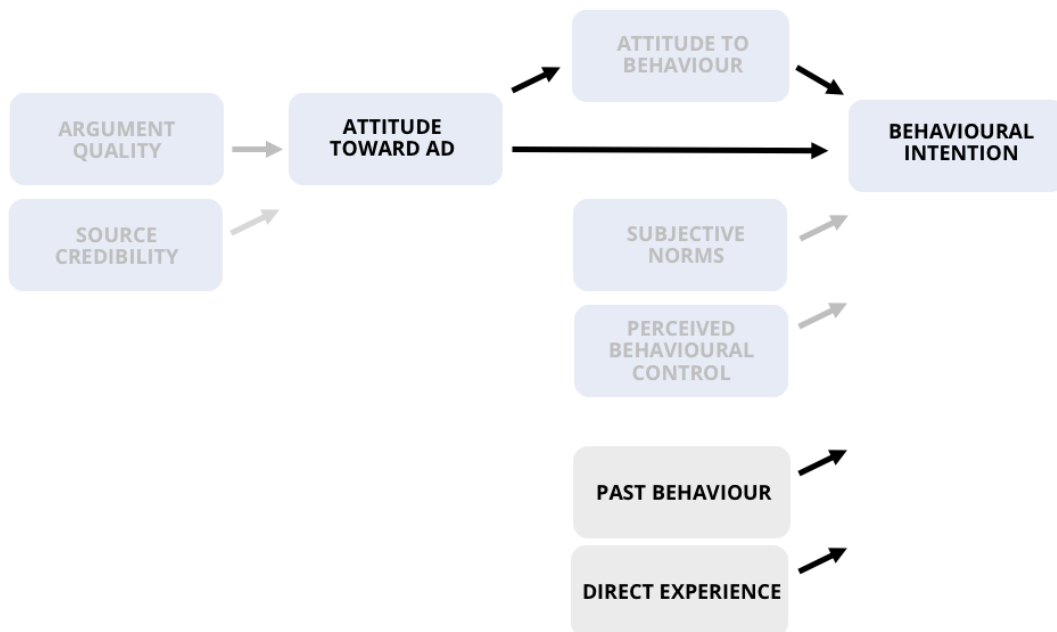 ATTITUDE TO
BEHAVIOUR
ARGUMENT
QUALITY
ATTITUDE
TOWARD AD
BEHAVIOURAL
INTENTION
SOURCE
CREDIBILITY
SUBJECTIVE
NORMS
PERCEIVED
BEHAVIOURAL
CONTROL
PAST BEHAVIOUR
DIRECT EXPERIENCE